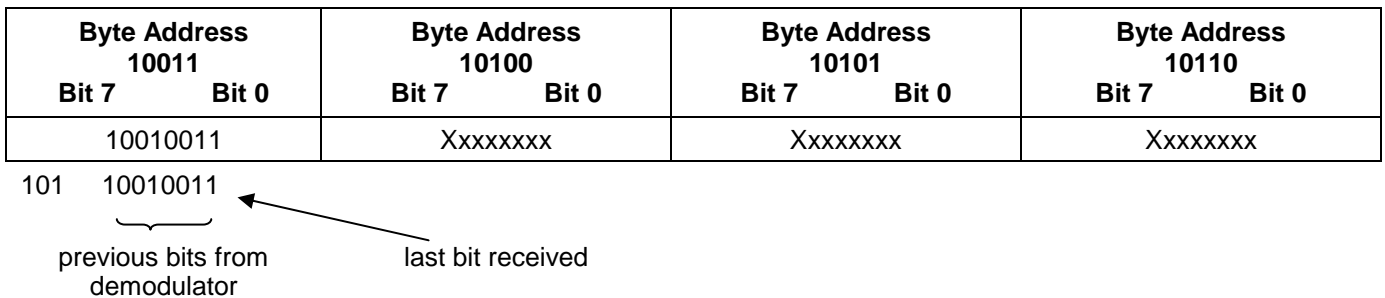 Byte Address Byte Address Byte Address Byte Address
10011 10100 10101 10110
Bit 7 Bit 0 Bit 7 Bit 0 Bit 7 Bit 0 Bit 7 Bit 0
10010011 Xxxxxxxx Xxxxxxxx Xxxxxxxx
101 10010011
previous bits from last bit received
demodulator